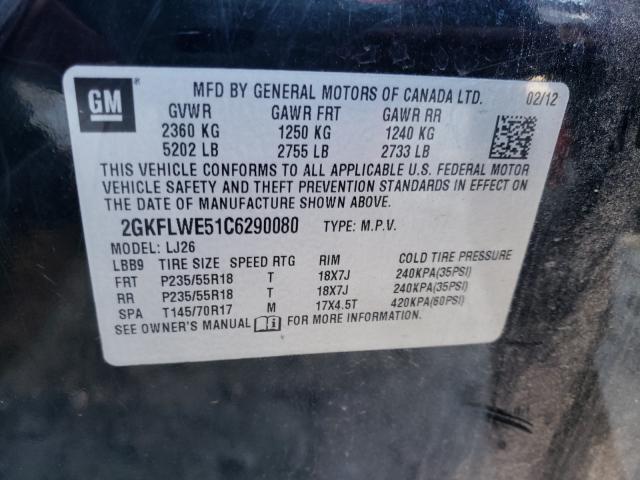 GM
MFD BY GENERAL MOTORS OF CANADA LTD. 02/12
GVWR GAWR FRT GAWR RR
2360 KG 1250 KG 1240 KG
5202 LB 2755 LB 2733 LB
THIS VEHICLE CONFORMS TO ALL APPLICABLE U.S. FEDERAL MOTOR
VEHICLE SAFETY AND THEFT PREVENTION STANDARDS IN EFFECT ON
THE DATE OF MANUFACTURE SHOWN ABOVE.
2GKFLWE51C6290080 TYPE: M.P.V.
MODEL: LJ26
LBB9 TIRE SIZE SPEED RTG RIM COLD TIRE PRESSURE
FRT P235/55R18 T 18X7J 240KPA(35PSI)
RR P235/55R18 T 18X7J 240KPA(35PSI)
SPA T145/70R17 M 17X4.5T 420KPA(60PSI)
SEE OWNER'S MANUAL FOR MORE INFORMATION.